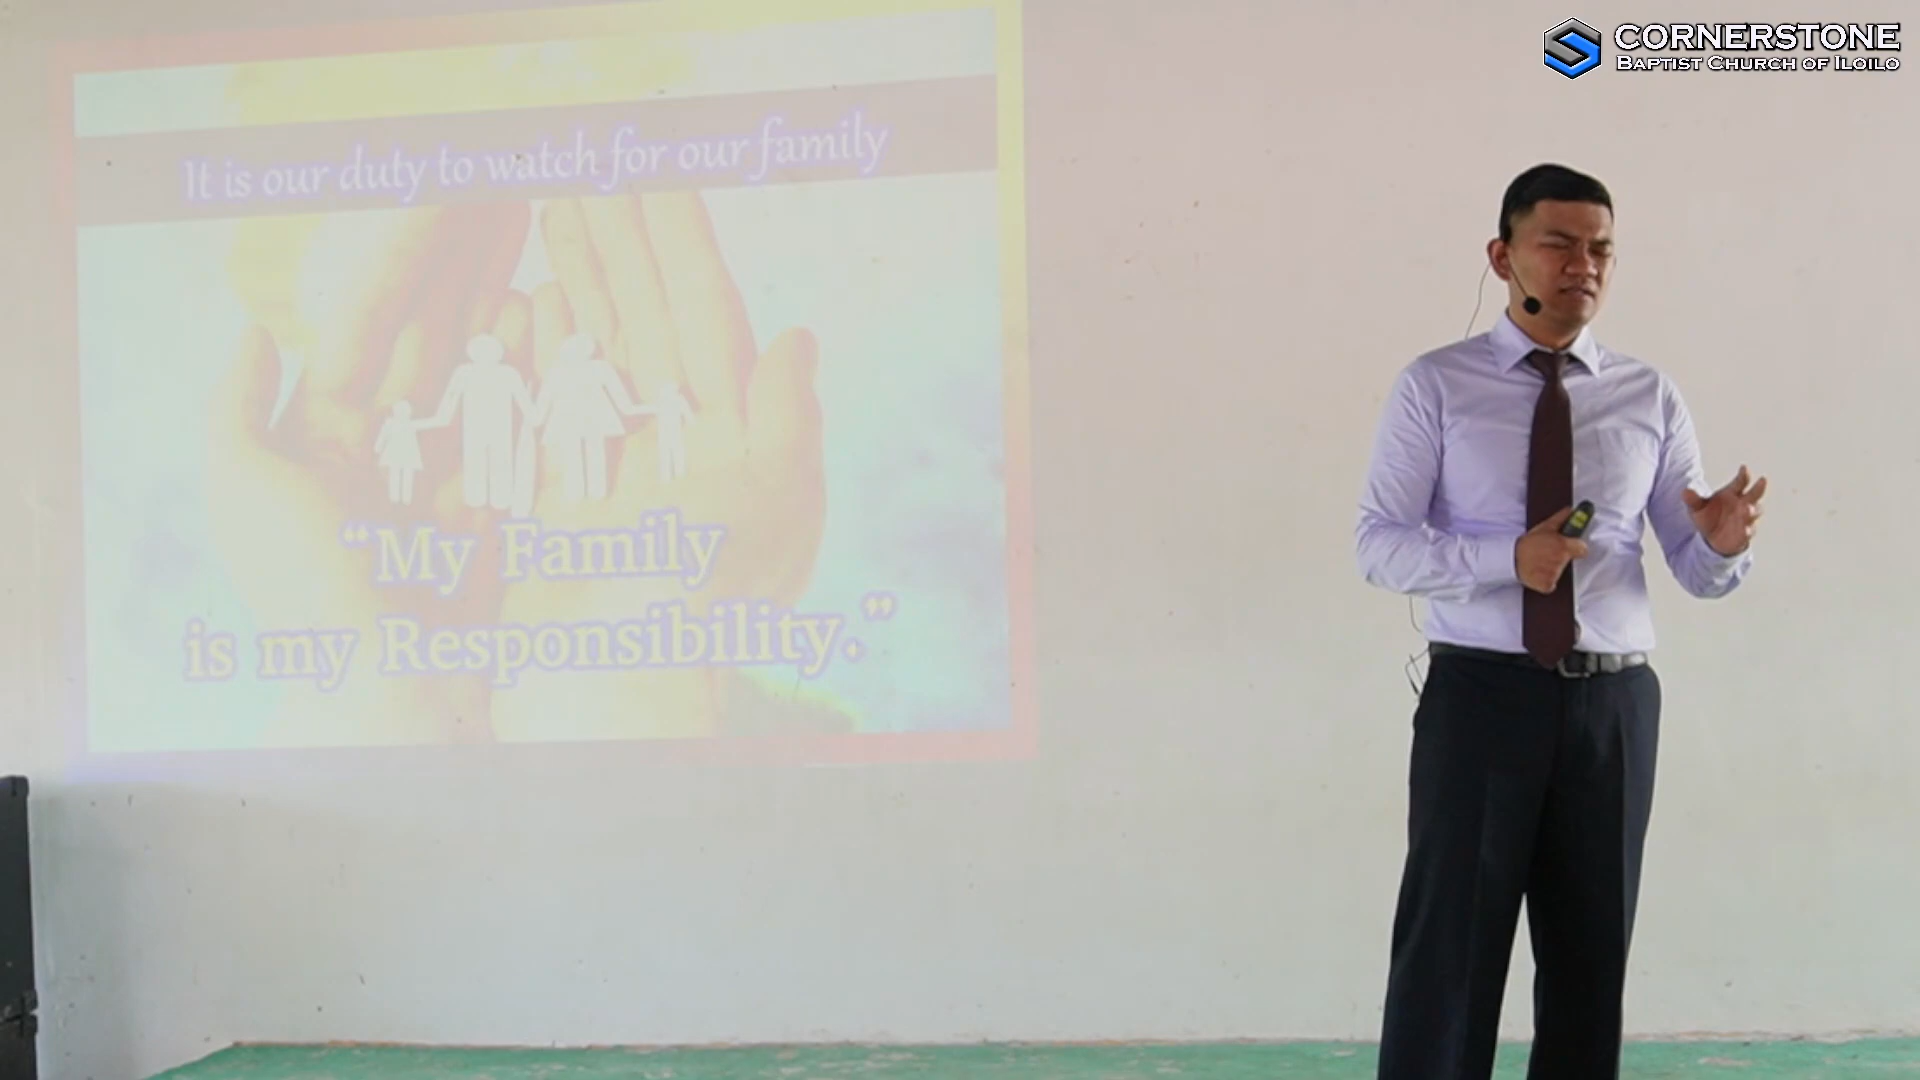 CORNERSTONE
BAPTIST CHURCH OF ILOILO
It is our duty to watch for our family
“My Family
is my Responsibility.”